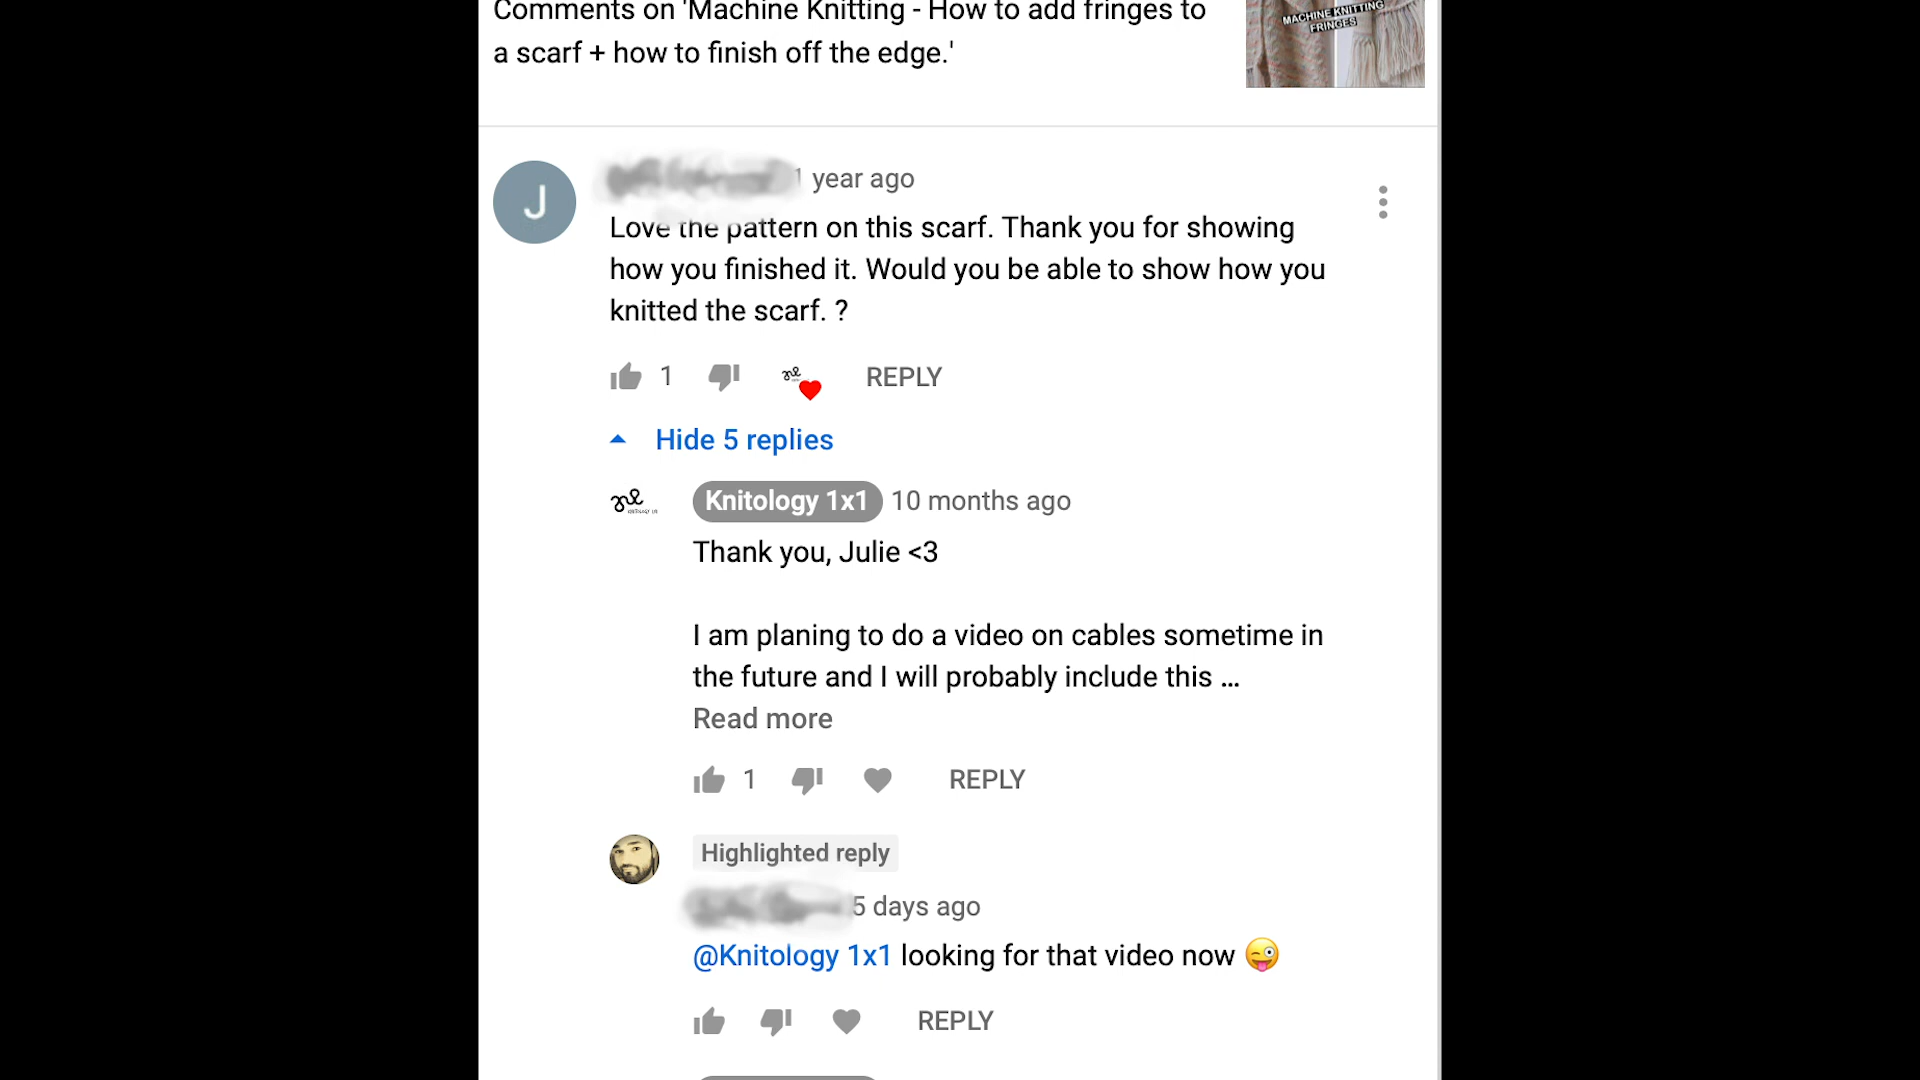 Comments on 'Machine Knitting - How to add fringes to
a scarf + how to finish off the edge.'
MACHINE KNITTING
FRINGES
J
1 year ago
Love the pattern on this scarf. Thank you for showing
how you finished it. Would you be able to show how you
knitted the scarf. ?
1
REPLY
Hide 5 replies
Knitology 1x1 10 months ago
Thank you, Julie <3
I am planing to do a video on cables sometime in
the future and I will probably include this ...
Read more
1
REPLY
Highlighted reply
5 days ago
@Knitology 1x1 looking for that video now 😜
REPLY